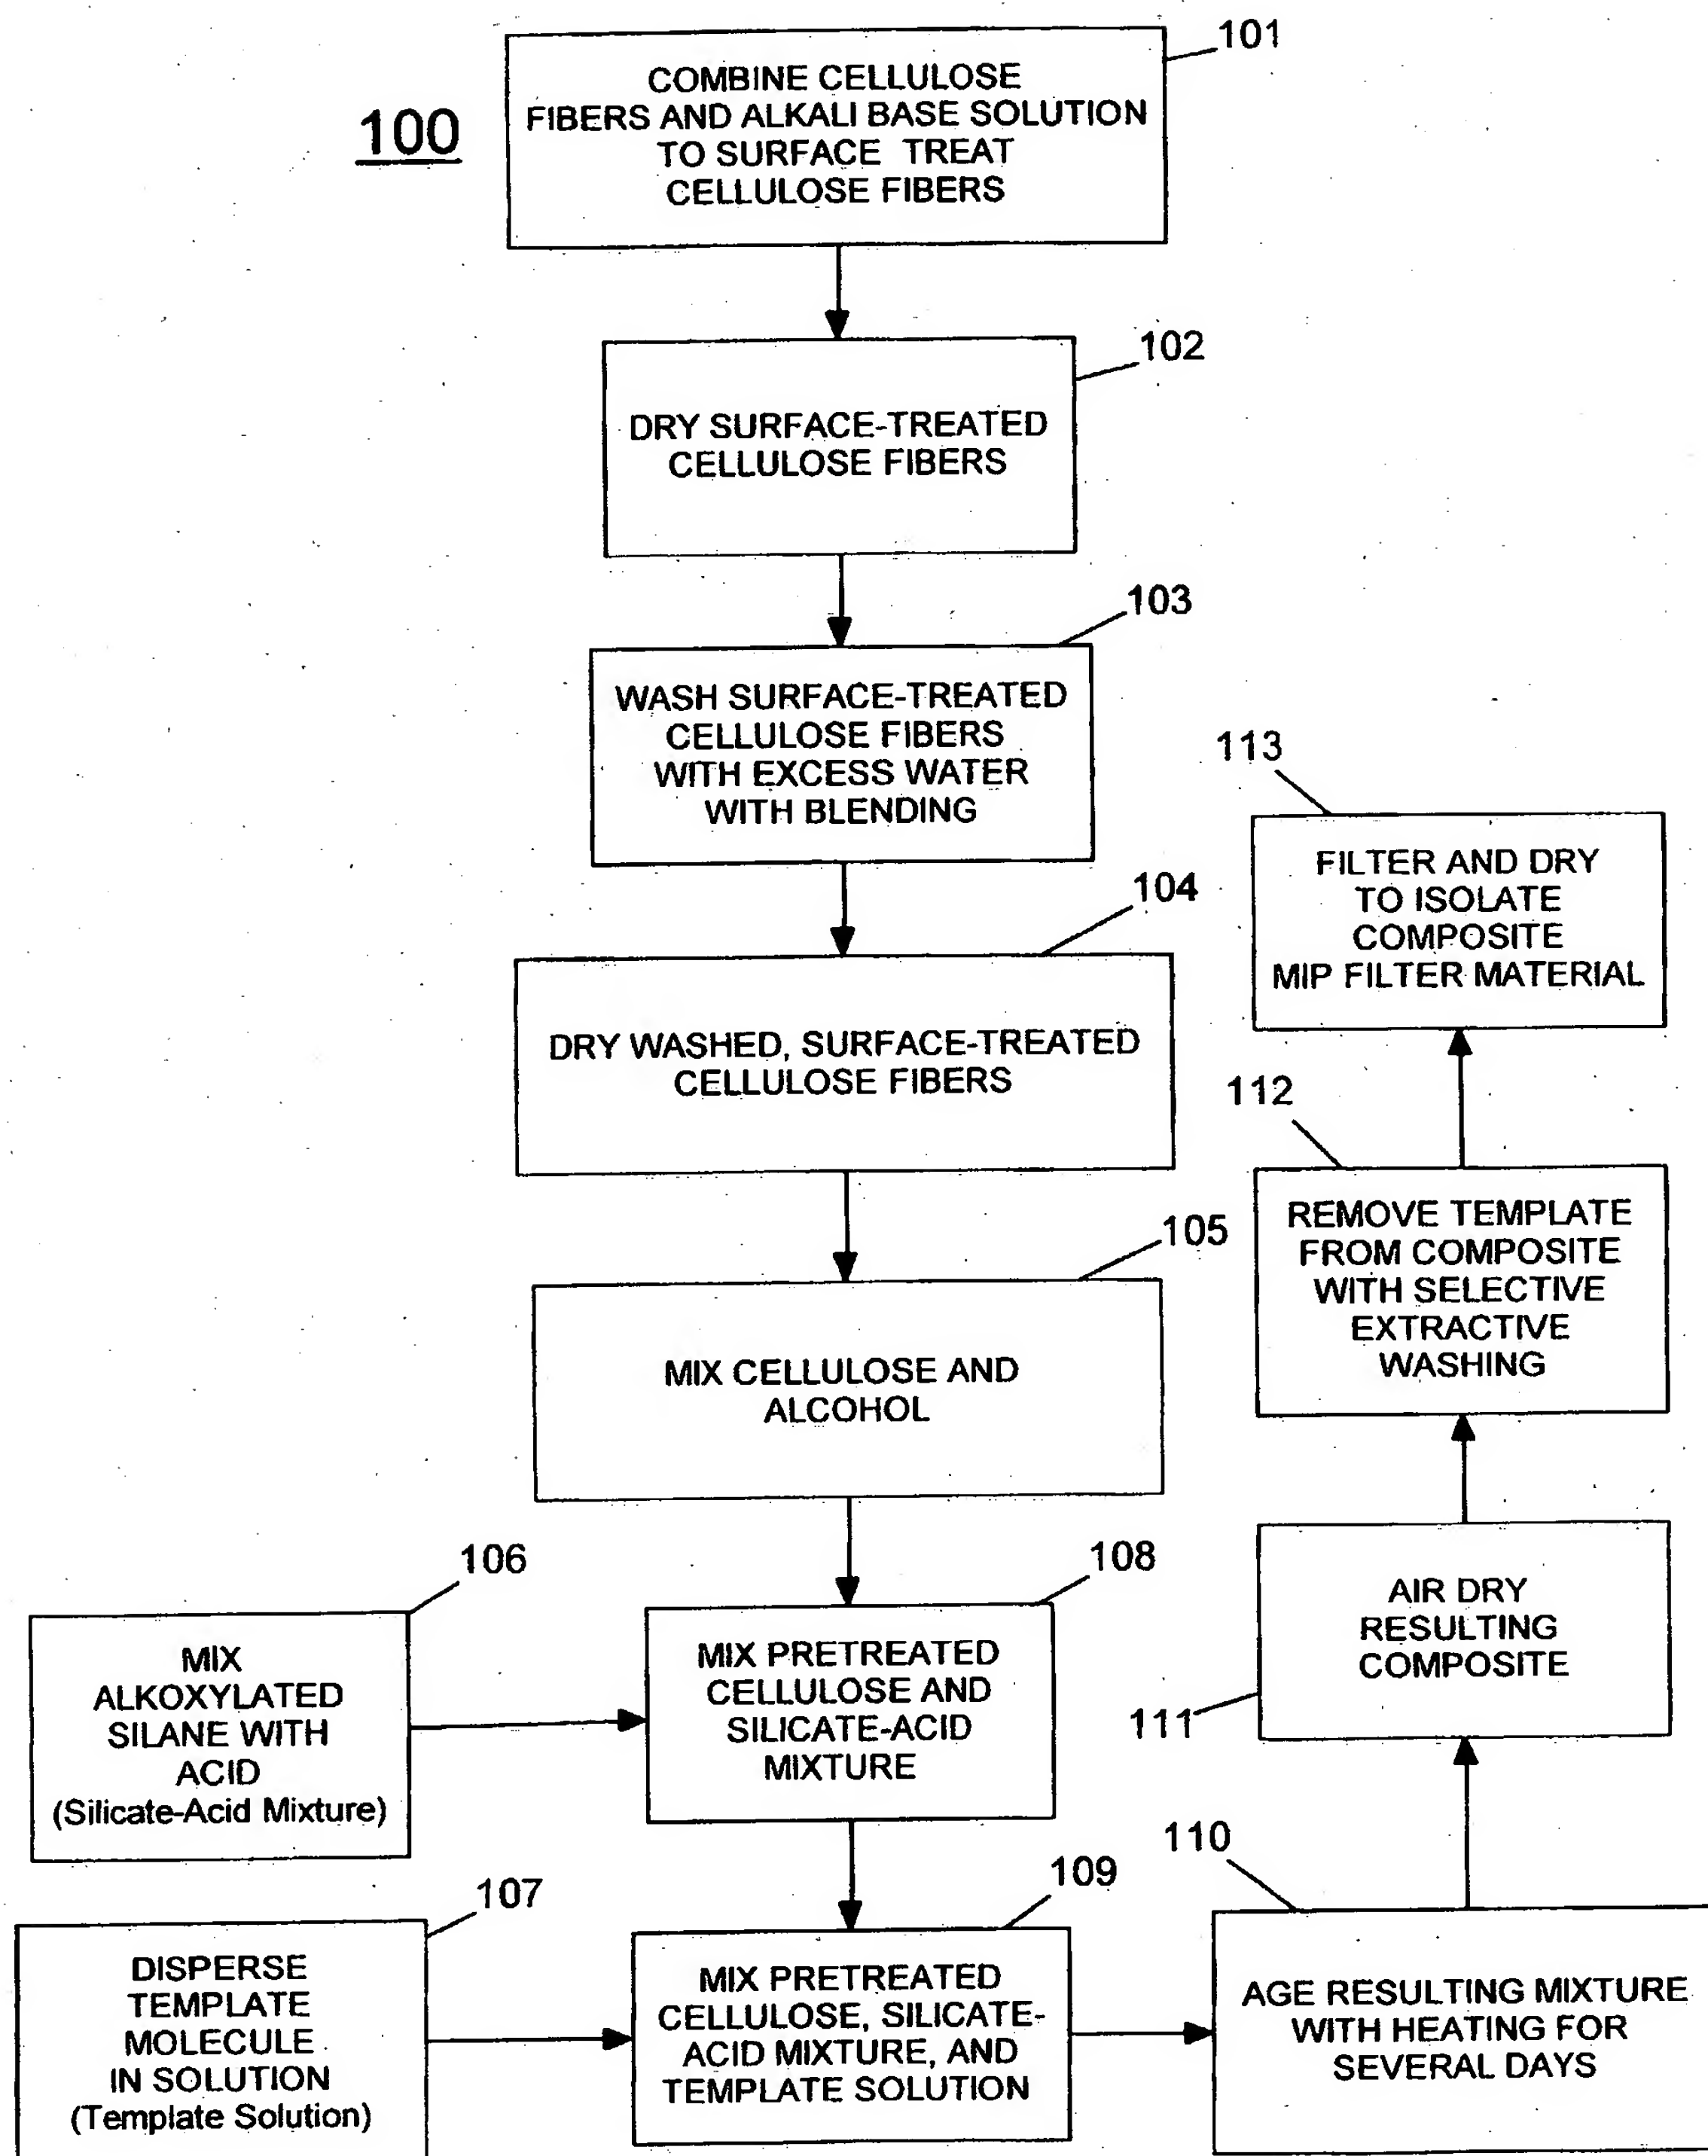 100
101
COMBINE CELLULOSE
FIBERS AND ALKALI BASE SOLUTION
TO SURFACE TREAT
CELLULOSE FIBERS
102
DRY SURFACE-TREATED
CELLULOSE FIBERS
103
WASH SURFACE-TREATED
CELLULOSE FIBERS
WITH EXCESS WATER
WITH BLENDING
104
DRY WASHED, SURFACE-TREATED
CELLULOSE FIBERS
105
MIX CELLULOSE AND
ALCOHOL
106
MIX
ALKOXYLATED
SILANE WITH
ACID
(Silicate-Acid Mixture)
107
DISPERSE
TEMPLATE
MOLECULE
IN SOLUTION
(Template Solution)
108
MIX PRETREATED
CELLULOSE AND
SILICATE-ACID
MIXTURE
109
MIX PRETREATED
CELLULOSE, SILICATE-
ACID MIXTURE, AND
TEMPLATE SOLUTION
110
AGE RESULTING MIXTURE
WITH HEATING FOR
SEVERAL DAYS
111
AIR DRY
RESULTING
COMPOSITE
112
REMOVE TEMPLATE
FROM COMPOSITE
WITH SELECTIVE
EXTRACTIVE
WASHING
113
FILTER AND DRY
TO ISOLATE
COMPOSITE
MIP FILTER MATERIAL